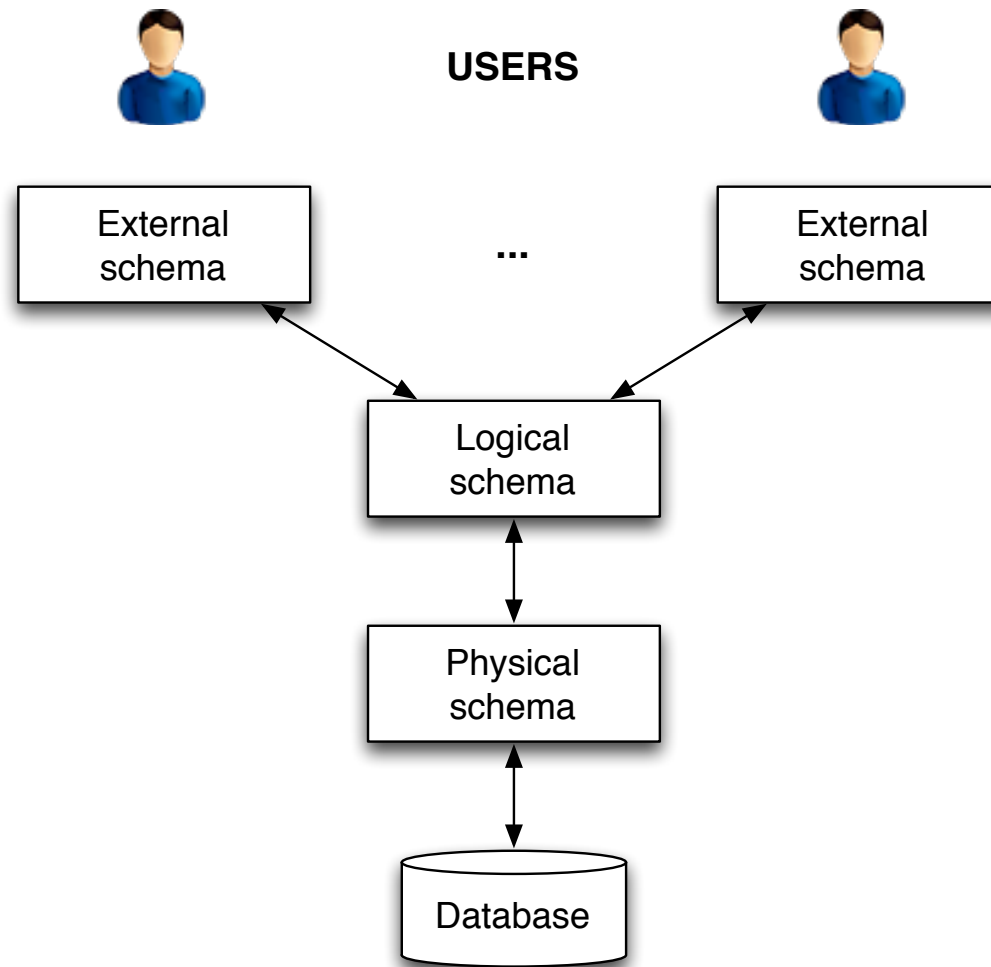 USERS
External
schema
...
External
schema
Logical
schema
Physical
schema
Database